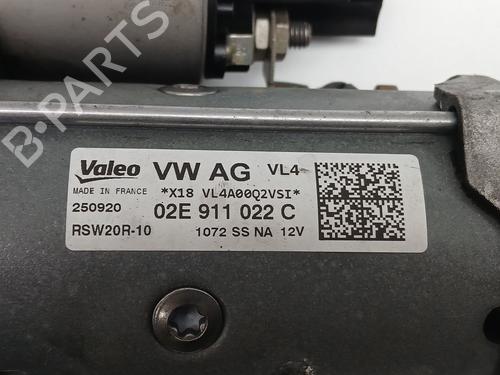 B-PARTS
Valeo VW AG VL4
MADE IN FRANCE *X18 VL4A00Q2VSI*
250920 02E 911 022 C
RSW20R-10 1072 SS NA 12V